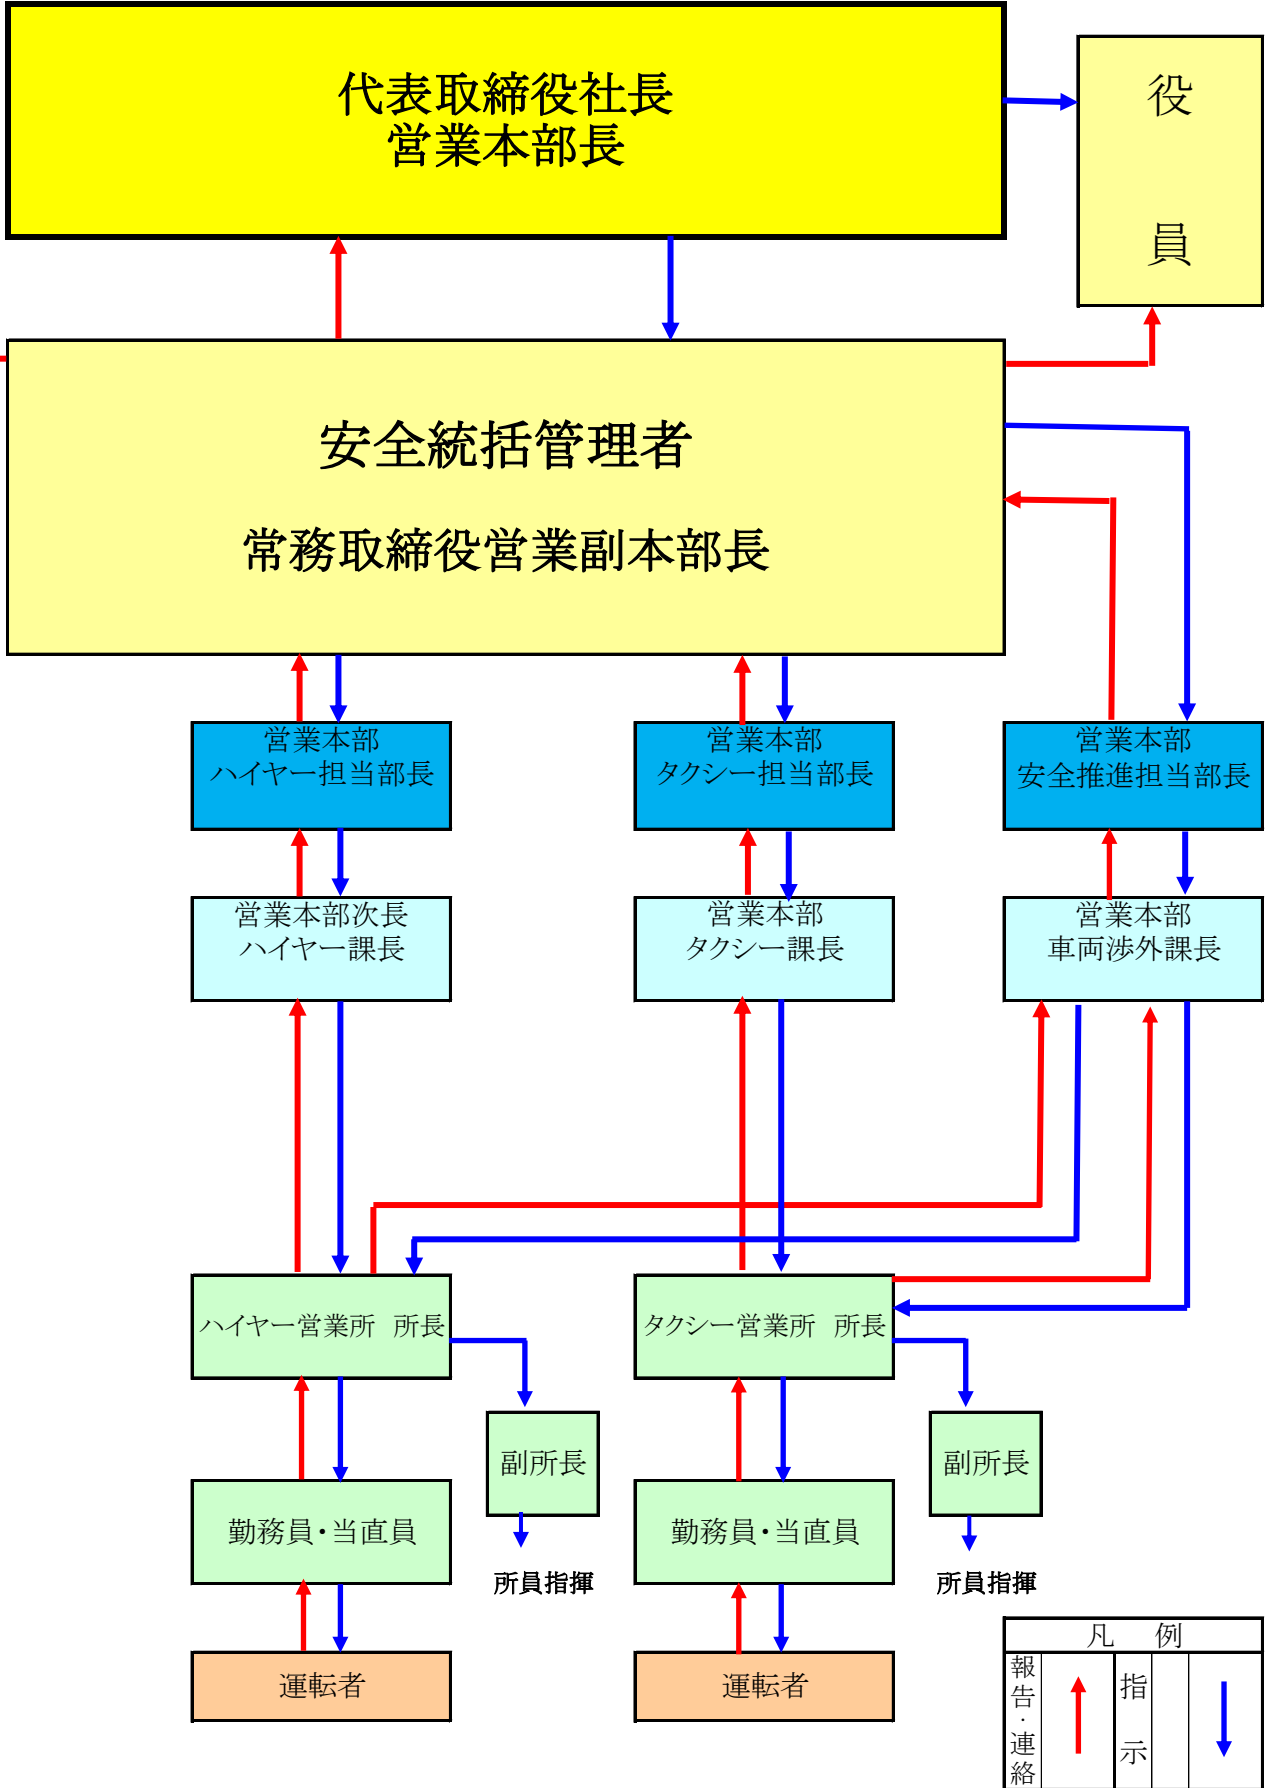 代表取締役社長
営業本部長
役
員
安全統括管理者
常務取締役営業副本部長
営業本部
ハイヤー担当部長
営業本部
タクシー担当部長
営業本部
安全推進担当部長
営業本部次長
ハイヤー課長
営業本部
タクシー課長
営業本部
車両渉外課長
ハイヤー営業所　所長
タクシー営業所　所長
副所長
副所長
勤務員・当直員
勤務員・当直員
所員指揮
所員指揮
運転者
運転者
凡　例
報告・連絡
指示